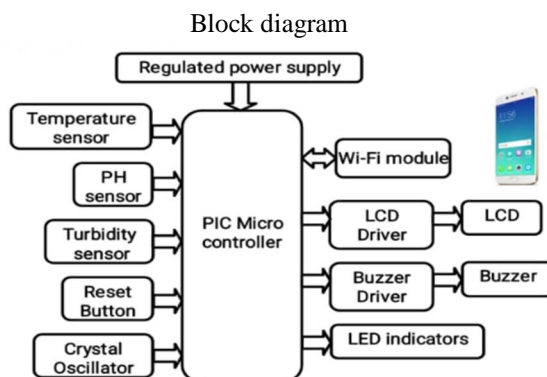 Block diagram
Regulated power supply
Temperature
sensor
PH
sensor
Turbidity
sensor
Reset
Button
Crystal
Oscillator
PIC Micro
controller
Wi-Fi module
LCD
Driver
LCD
Buzzer
Driver
Buzzer
LED indicators